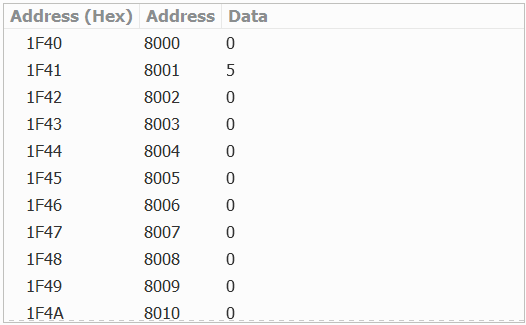 Address (Hex) Address Data
1F40 8000 0
1F41 8001 5
1F42 8002 0
1F43 8003 0
1F44 8004 0
1F45 8005 0
1F46 8006 0
1F47 8007 0
1F48 8008 0
1F49 8009 0
1F4A 8010 0